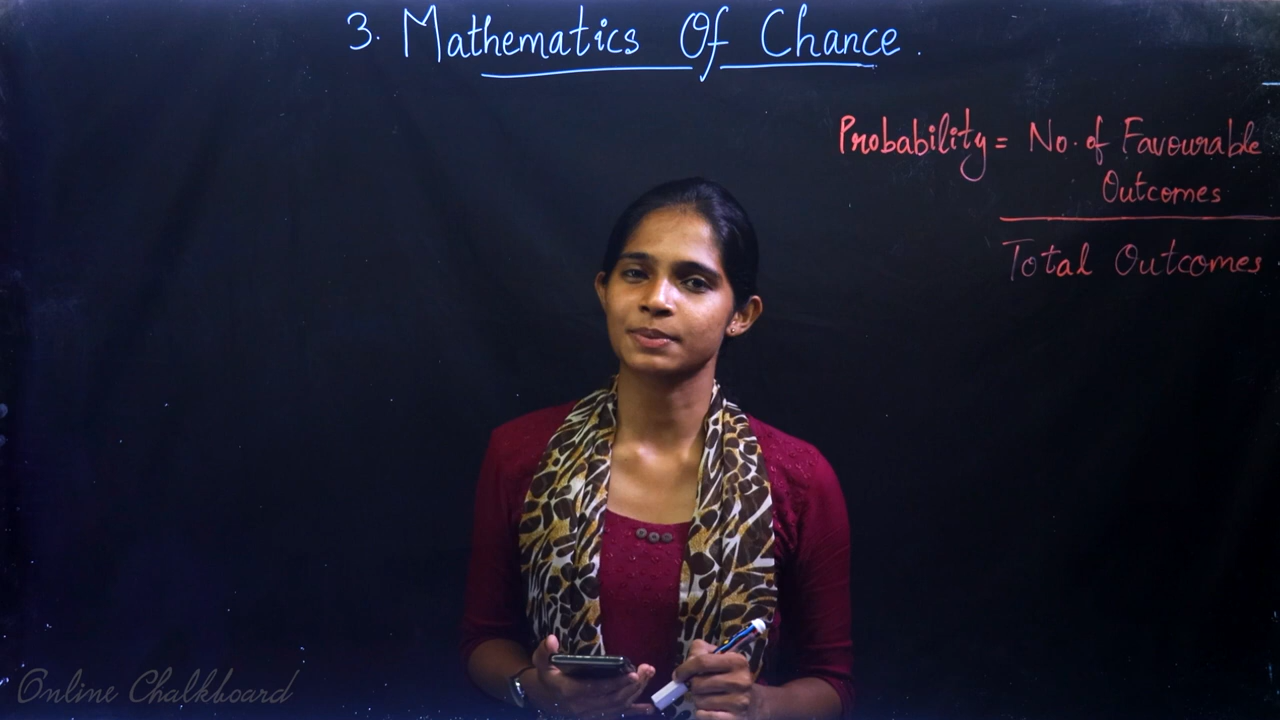 3. Mathematics Of Chance.
Probability = No. of Favourable
Outcomes
Total Outcomes
Online Chalkboard